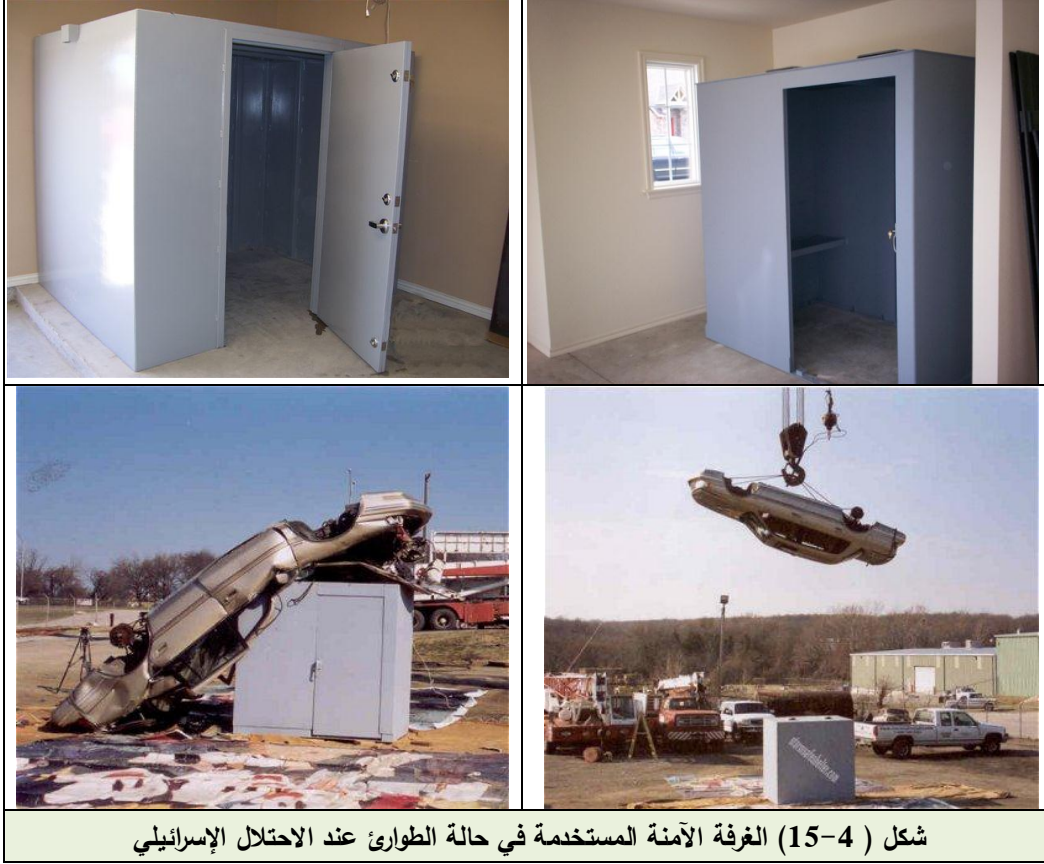 شكل ( 4-15) الغرفة الآمنة المستخدمة في حالة الطوارئ عند الاحتلال الإسرائيلي